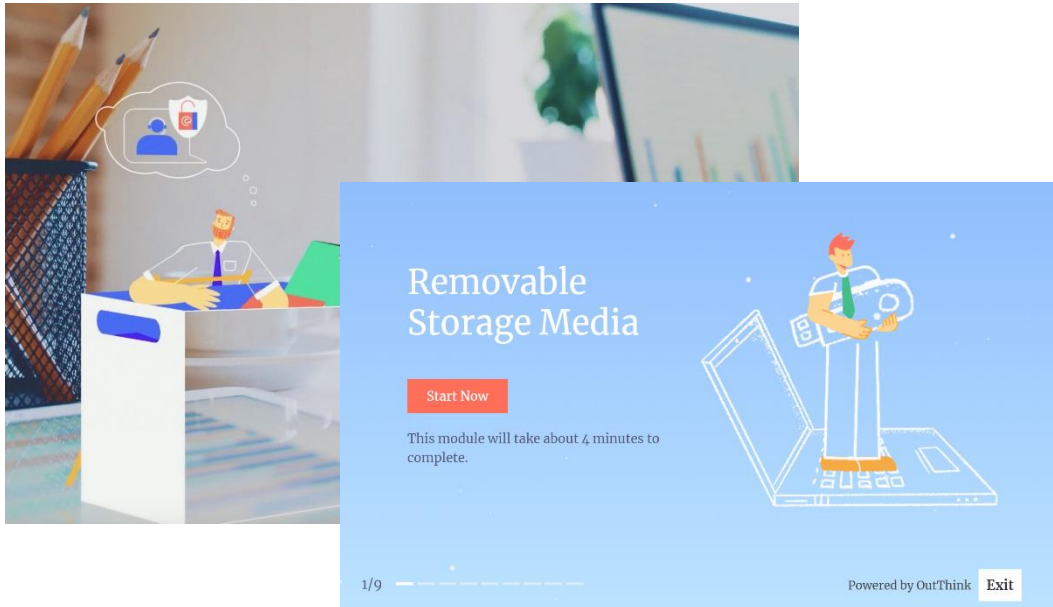 Removable
Storage Media
Start Now
This module will take about 4 minutes to
complete.
1/9
Powered by OutThink
Exit